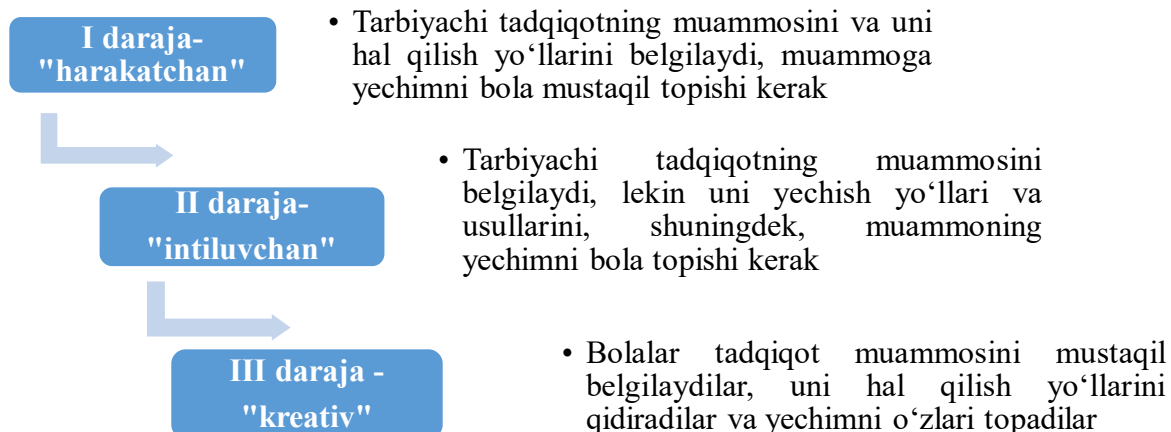 I daraja-
"harakatchan"
• Tarbiyachi tadqiqotning muammosini va uni
hal qilish yo‘llarini belgilaydi, muammoga
yechimni bola mustaqil topishi kerak
II daraja-
"intiluvchan"
• Tarbiyachi tadqiqotning muammosini
belgilaydi, lekin uni yechish yo‘llari va
usullarini, shuningdek, muammoning
yechimni bola topishi kerak
III daraja -
"kreativ"
• Bolalar tadqiqot muammosini mustaqil
belgilaydilar, uni hal qilish yo‘llarini
qidiradilar va yechimni o‘zlari topadilar